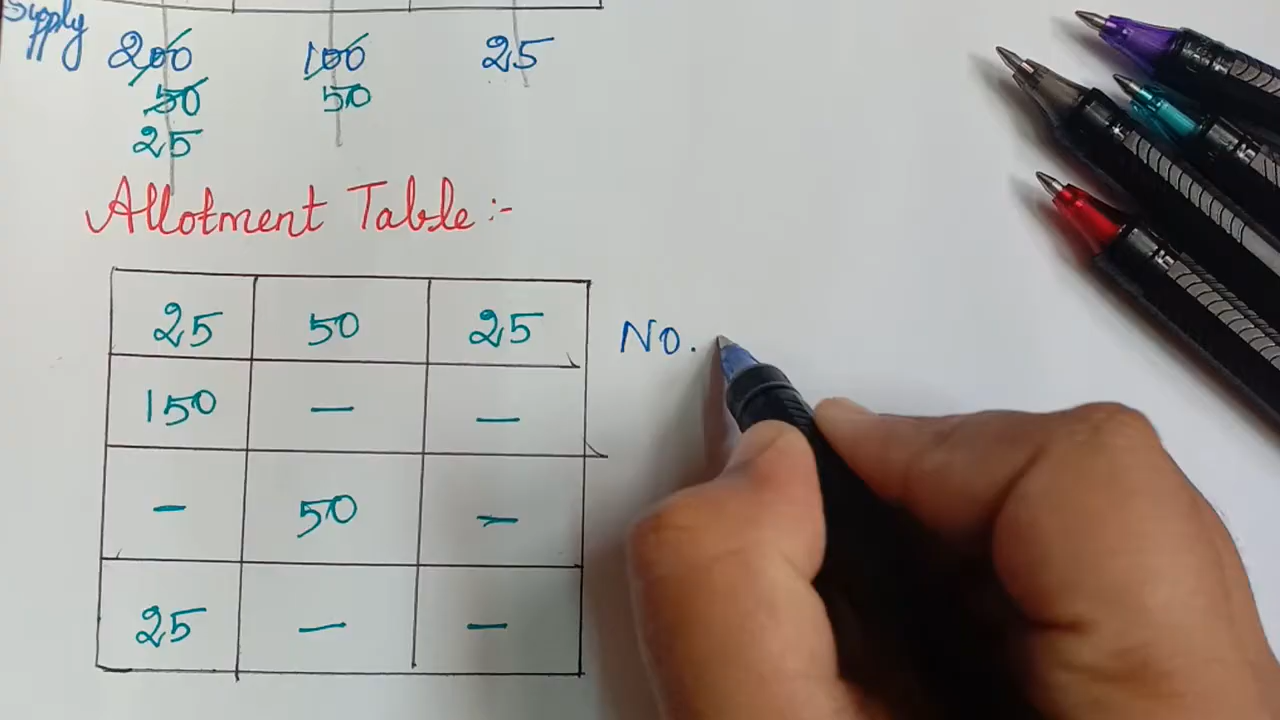 Supply 200 100 25
50 50
25
Allotment Table :-
25 50 25
150 - -
- 50 -
25 - -
No.